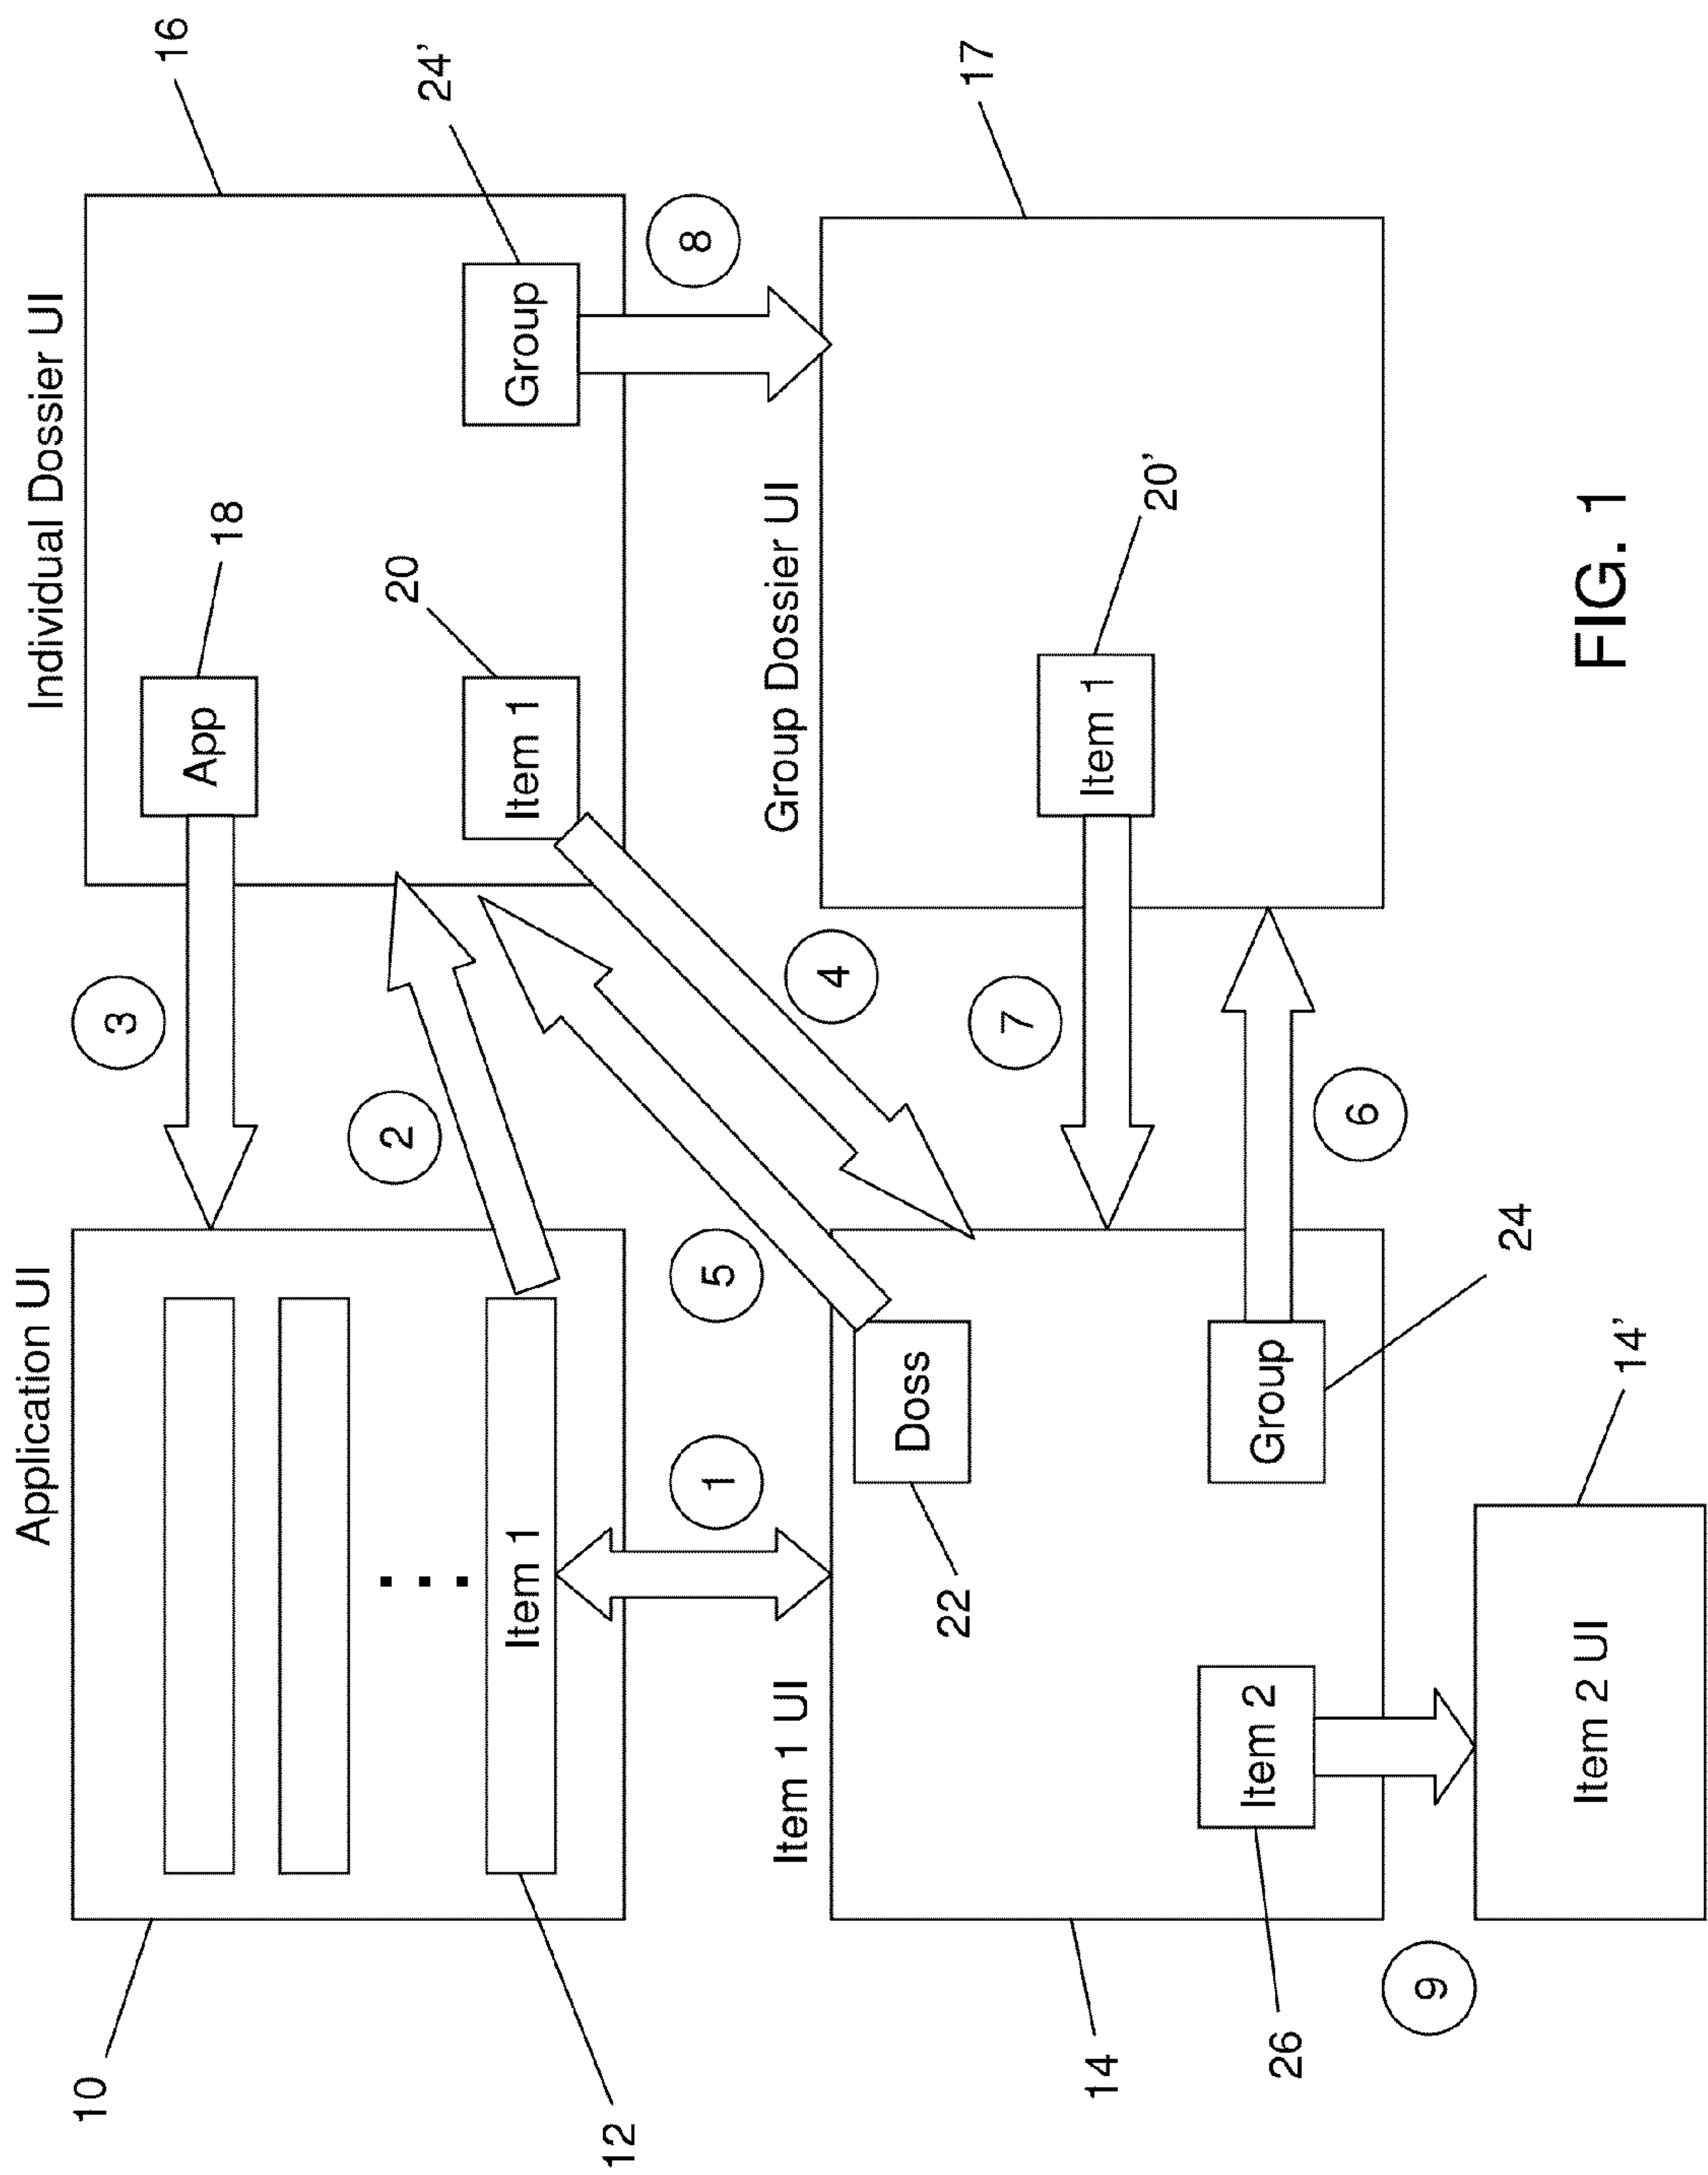 Application UI
Individual Dossier UI
10
16
3
App
18
2
24'
20
12
Item 1
Item 1
Group
1
5
8
4
Item 1 UI
Group Dossier UI
Doss
22
17
7
Item 1
20'
14
26
Item 2
Group
6
24
9
Item 2 UI
14'
FIG. 1